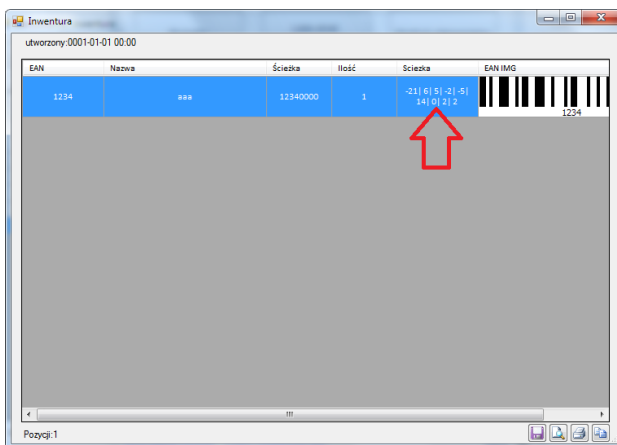 Inwentura
utworzony:0001-01-01 00:00
EAN Nazwa Ścieżka Ilość Sciezka EAN IMG
1234 aaa 12340000 1 -21| 6| 5| -2| -5|
14| 0| 2| 2
1234
Pozycji:1